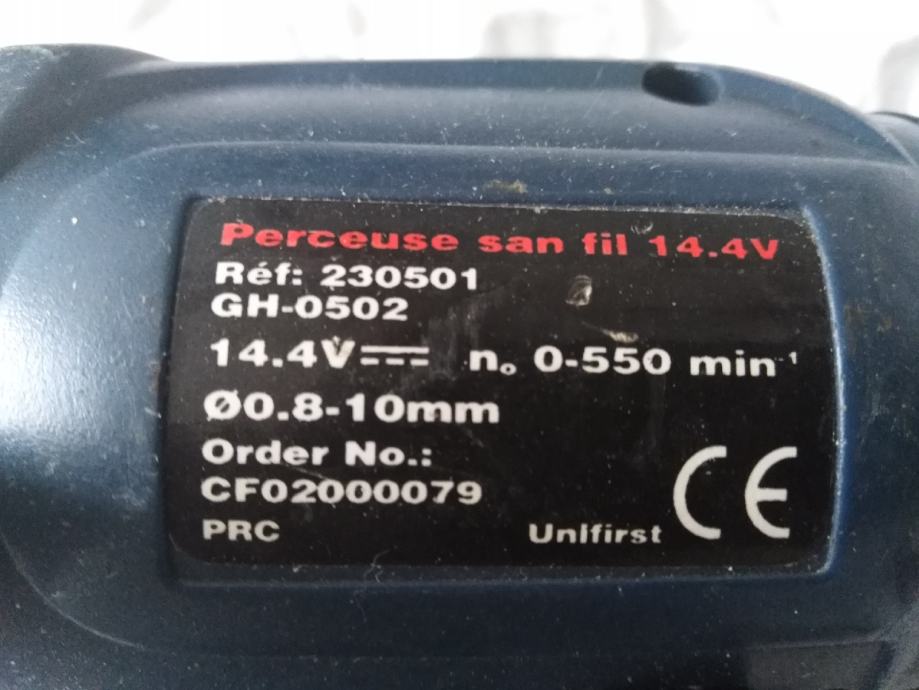 Perceuse san fil 14.4V
Réf: 230501
GH-0502
14.4V⎓ n₀ 0-550 min⁻¹
Ø0.8-10mm
Order No.:
CF02000079
PRC Unifirst CE